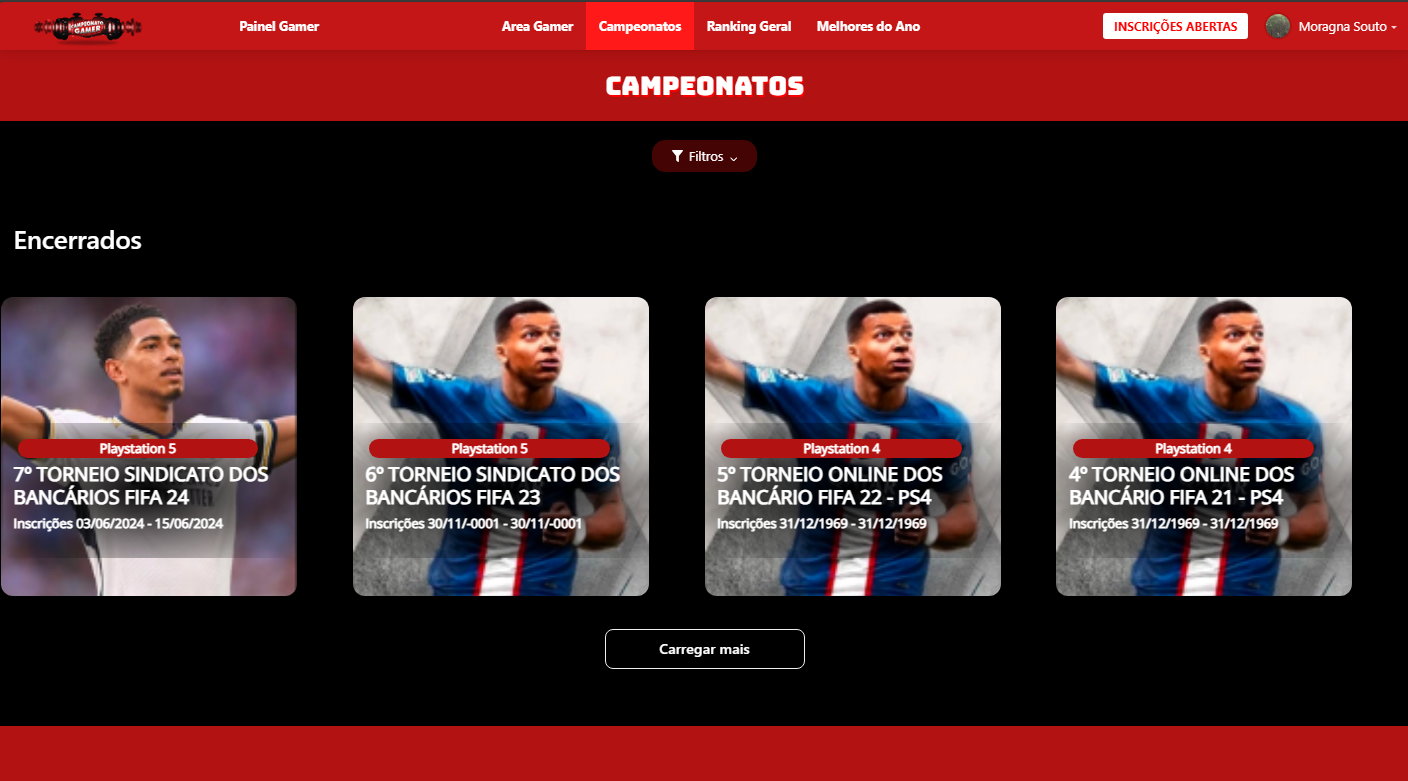 CAMPEONATO
GAMER
Painel Gamer
Area Gamer
Campeonatos
Ranking Geral
Melhores do Ano
INSCRIÇÕES ABERTAS
Moragna Souto
CAMPEONATOS
Filtros
Encerrados
Playstation 5
7º TORNEIO SINDICATO DOS
BANCÁRIOS FIFA 24
Inscrições 03/06/2024 - 15/06/2024
Playstation 5
6º TORNEIO SINDICATO DOS
BANCÁRIOS FIFA 23
Inscrições 30/11/-0001 - 30/11/-0001
Playstation 4
5º TORNEIO ONLINE DOS
BANCÁRIO FIFA 22 - PS4
Inscrições 31/12/1969 - 31/12/1969
Playstation 4
4º TORNEIO ONLINE DOS
BANCÁRIO FIFA 21 - PS4
Inscrições 31/12/1969 - 31/12/1969
Carregar mais